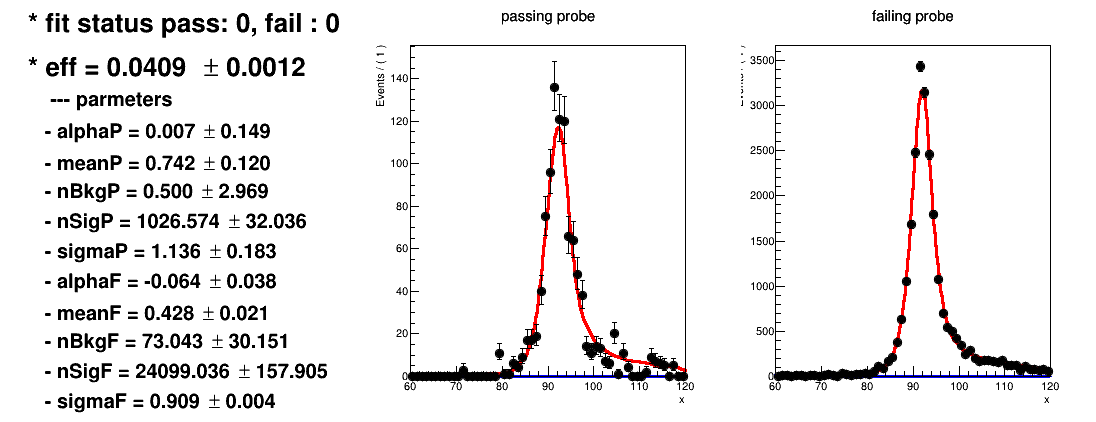 * fit status pass: 0, fail : 0
* eff = 0.0409 ± 0.0012
--- parmeters
- alphaP = 0.007 ± 0.149
- meanP = 0.742 ± 0.120
- nBkgP = 0.500 ± 2.969
- nSigP = 1026.574 ± 32.036
- sigmaP = 1.136 ± 0.183
- alphaF = -0.064 ± 0.038
- meanF = 0.428 ± 0.021
- nBkgF = 73.043 ± 30.151
- nSigF = 24099.036 ± 157.905
- sigmaF = 0.909 ± 0.004
passing probe
Events / ( 1 )
140
120
100
80
60
40
20
0
60 70 80 90 100 110 120
x
failing probe
3500
3000
2500
2000
1500
1000
500
0
60 70 80 90 100 110 120
x